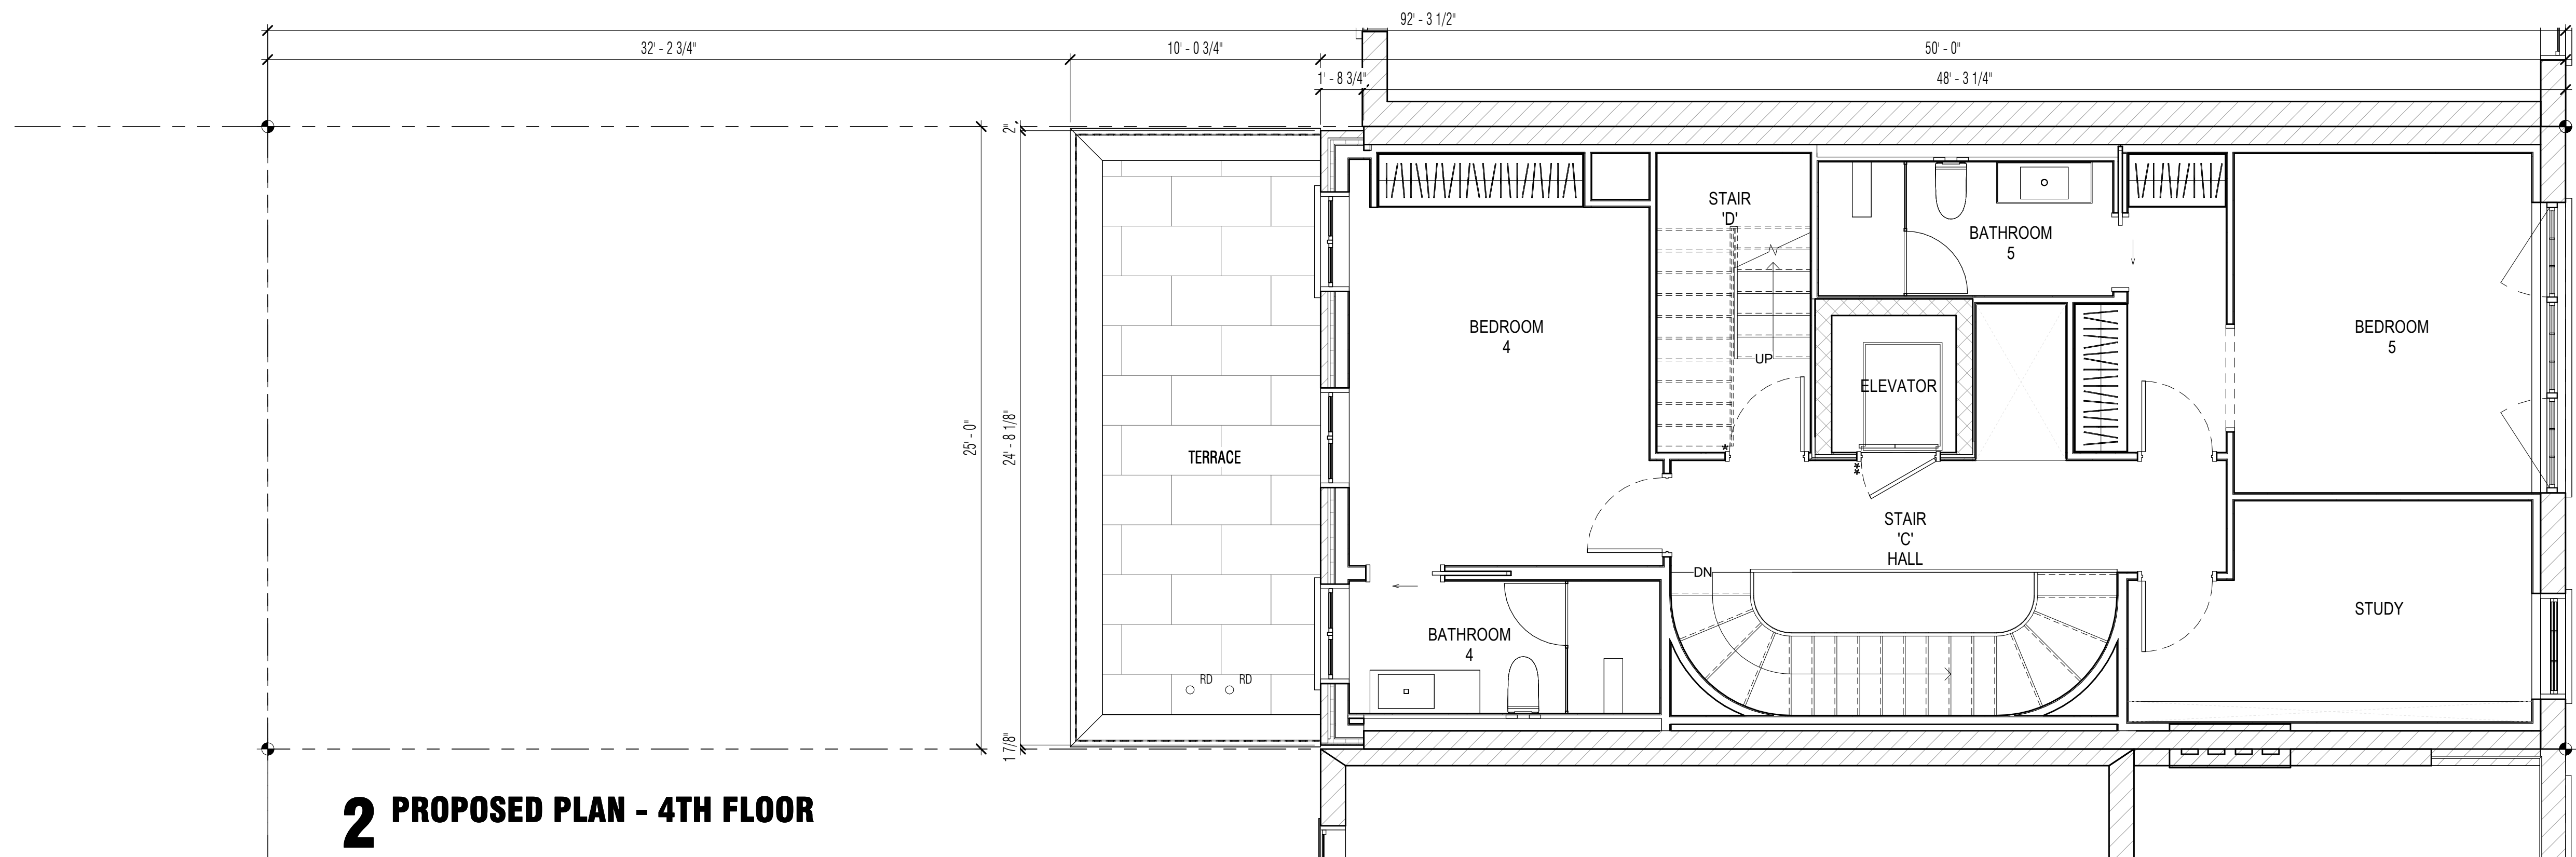 92' - 3 1/2"
32' - 2 3/4"
10' - 0 3/4"
50' - 0"
1' - 8 3/4"
48' - 3 1/4"
2"
25' - 0"
24' - 8 1/8"
1 7/8"
TERRACE
RD
RD
BEDROOM
4
STAIR
'D'
UP
BATHROOM
5
ELEVATOR
*
**
BEDROOM
5
STAIR
'C'
HALL
DN
BATHROOM
4
STUDY
2 PROPOSED PLAN - 4TH FLOOR